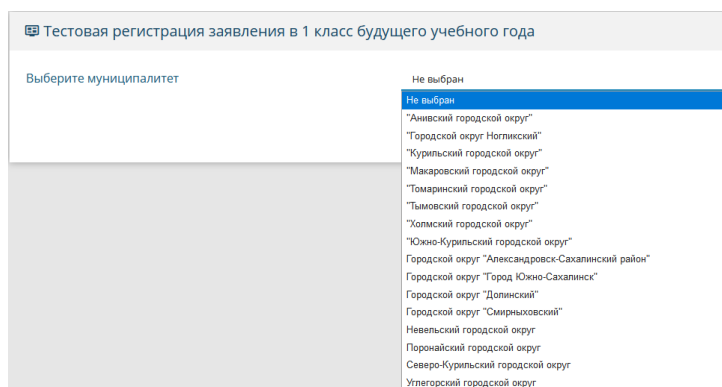 Тестовая регистрация заявления в 1 класс будущего учебного года
Выберите муниципалитет
Не выбран
Не выбран
"Анивский городской округ"
"Городской округ Ногликский"
"Курильский городской округ"
"Макаровский городской округ"
"Томаринский городской округ"
"Тымовский городской округ"
"Холмский городской округ"
"Южно-Курильский городской округ"
Городской округ "Александровск-Сахалинский район"
Городской округ "Город Южно-Сахалинск"
Городской округ "Долинский"
Городской округ "Смирныховский"
Невельский городской округ
Поронайский городской округ
Северо-Курильский городской округ
Углегорский городской округ